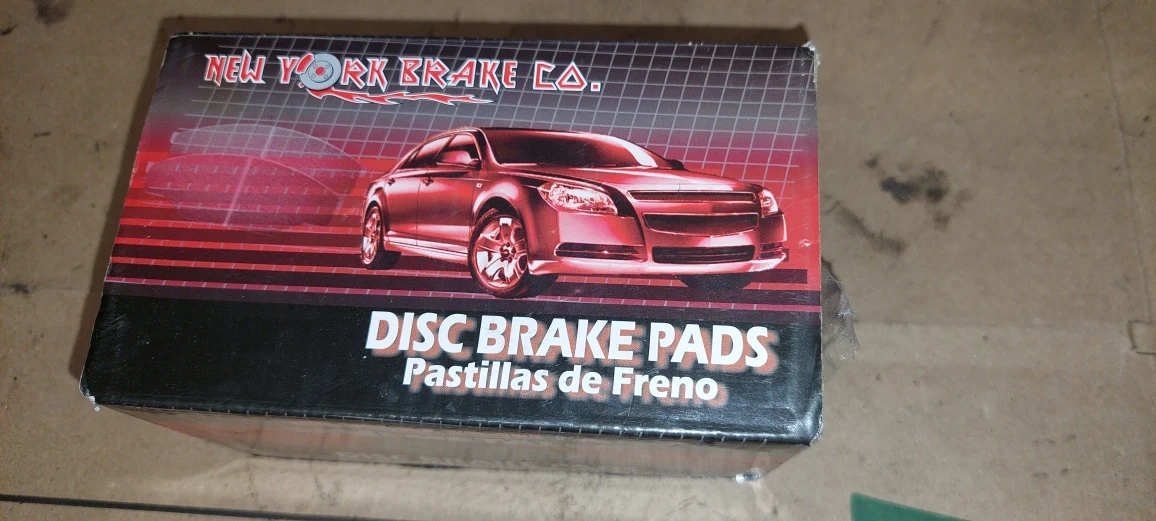 NEW YORK BRAKE CO.
DISC BRAKE PADS
Pastillas de Freno